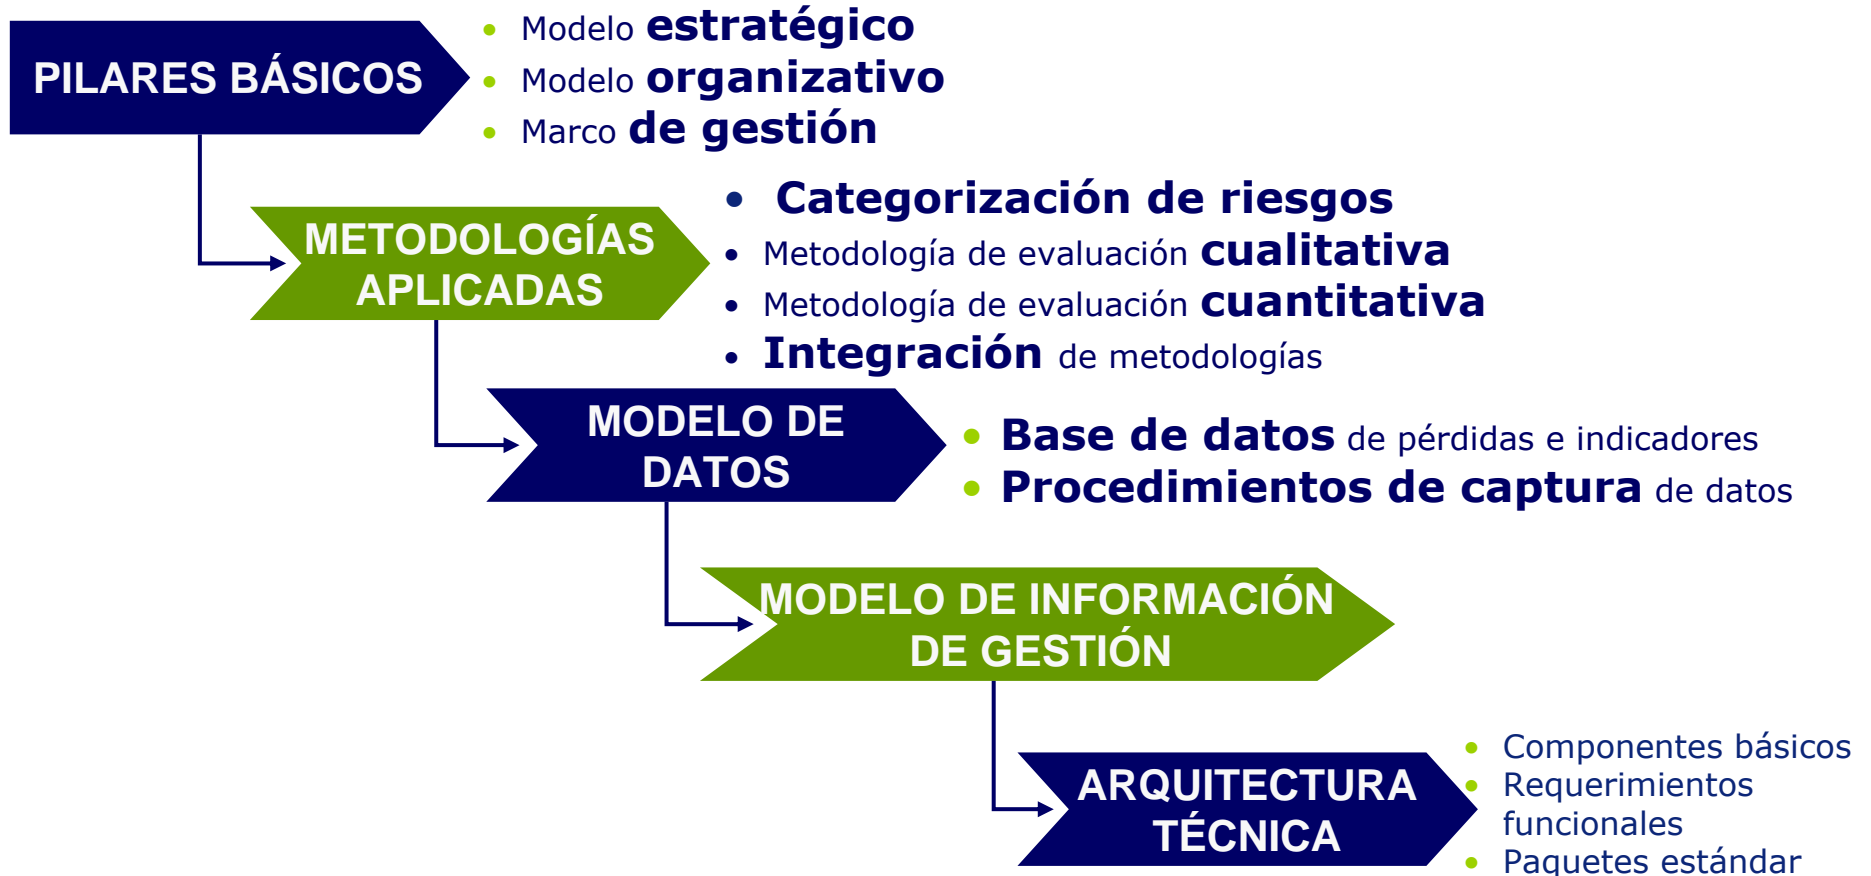 PILARES BÁSICOS
• Modelo estratégico
• Modelo organizativo
• Marco de gestión
METODOLOGÍAS
APLICADAS
• Categorización de riesgos
• Metodología de evaluación cualitativa
• Metodología de evaluación cuantitativa
• Integración de metodologías
MODELO DE
DATOS
• Base de datos de pérdidas e indicadores
• Procedimientos de captura de datos
MODELO DE INFORMACIÓN
DE GESTIÓN
ARQUITECTURA
TÉCNICA
• Componentes básicos
• Requerimientos
funcionales
• Paquetes estándar